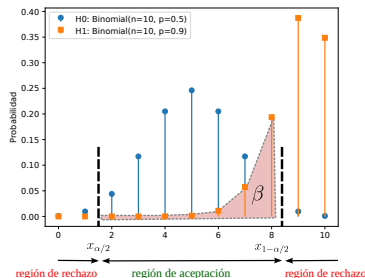 H0: Binomial(n=10, p=0.5)
H1: Binomial(n=10, p=0.9)
Probabilidad
0.40
0.35
0.30
0.25
0.20
0.15
0.10
0.05
0.00
β
0 2 4 6 8 10
x_{α/2} x_{1−α/2}
región de rechazo región de aceptación región de rechazo